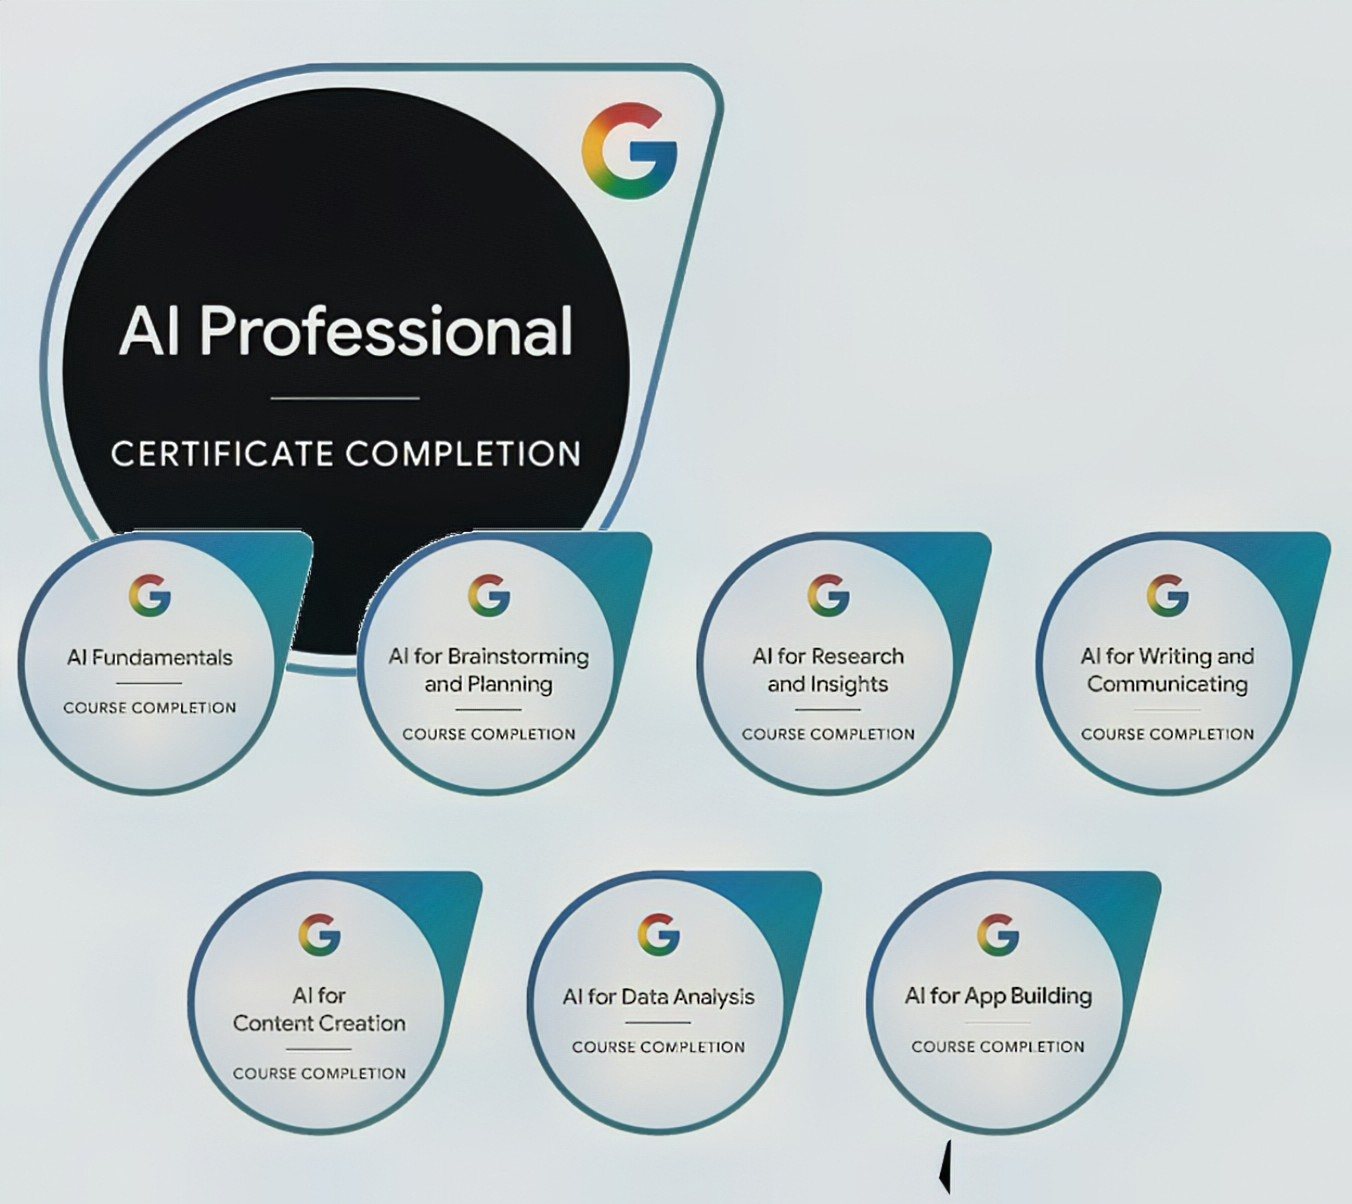 AI Professional
CERTIFICATE COMPLETION
AI Fundamentals
COURSE COMPLETION
AI for Brainstorming
and Planning
COURSE COMPLETION
AI for Research
and Insights
COURSE COMPLETION
AI for Writing and
Communicating
COURSE COMPLETION
AI for
Content Creation
COURSE COMPLETION
AI for Data Analysis
COURSE COMPLETION
AI for App Building
COURSE COMPLETION